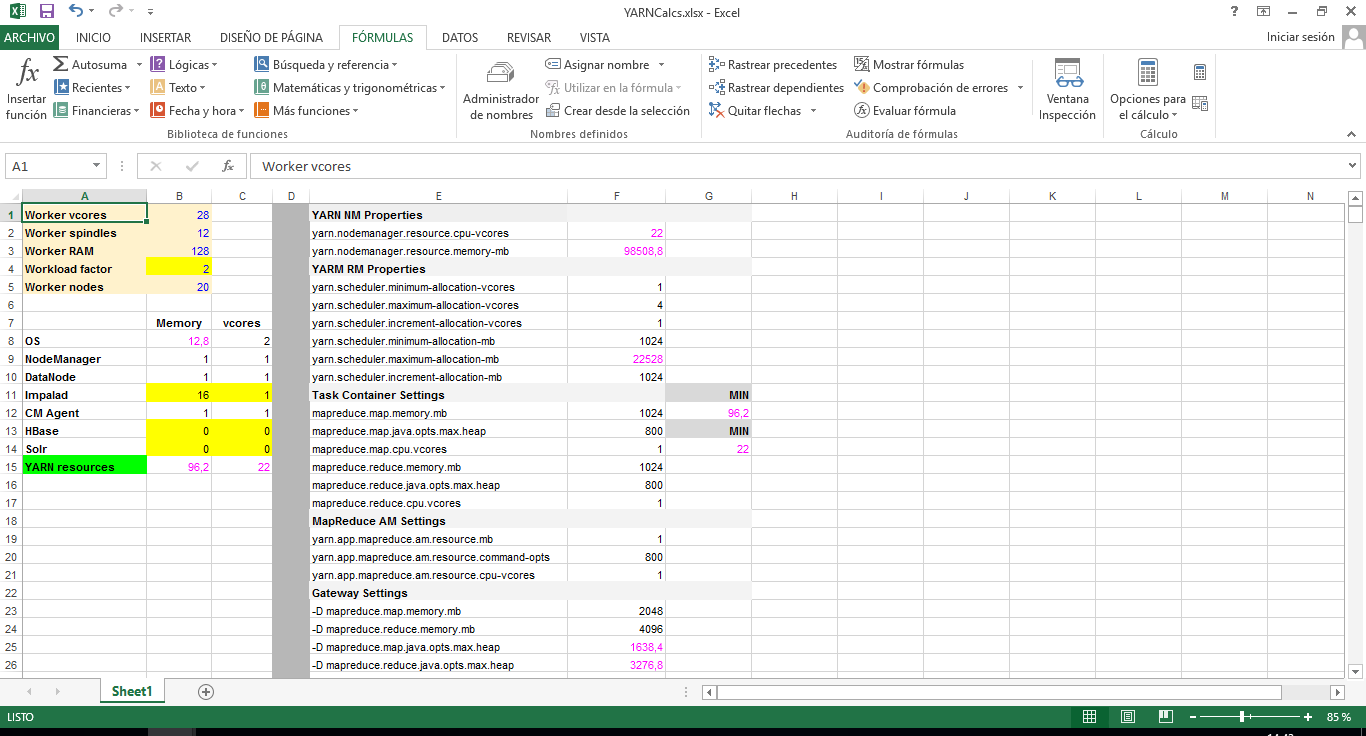 YARNCalcs.xlsx - Excel
ARCHIVO INICIO INSERTAR DISEÑO DE PÁGINA FÓRMULAS DATOS REVISAR VISTA Iniciar sesión
fx Insertar función
Autosuma
Recientes
Financieras
Lógicas
Texto
Fecha y hora
Búsqueda y referencia
Matemáticas y trigonométricas
Más funciones
Biblioteca de funciones
Administrador de nombres
Asignar nombre
Utilizar en la fórmula
Crear desde la selección
Nombres definidos
Rastrear precedentes
Rastrear dependientes
Quitar flechas
Mostrar fórmulas
Comprobación de errores
Evaluar fórmula
Auditoría de fórmulas
Ventana Inspección
Opciones para el cálculo
Cálculo
A1 fx Worker vcores
A B C D E F G H I J K L M N
1 Worker vcores 28 YARN NM Properties
2 Worker spindles 12 yarn.nodemanager.resource.cpu-vcores 22
3 Worker RAM 128 yarn.nodemanager.resource.memory-mb 98508,8
4 Workload factor 2 YARM RM Properties
5 Worker nodes 20 yarn.scheduler.minimum-allocation-vcores 1
6 yarn.scheduler.maximum-allocation-vcores 4
7 Memory vcores yarn.scheduler.increment-allocation-vcores 1
8 OS 12,8 2 yarn.scheduler.minimum-allocation-mb 1024
9 NodeManager 1 1 yarn.scheduler.maximum-allocation-mb 22528
10 DataNode 1 1 yarn.scheduler.increment-allocation-mb 1024
11 Impalad 16 1 Task Container Settings MIN
12 CM Agent 1 1 mapreduce.map.memory.mb 1024 96,2
13 HBase 0 0 mapreduce.map.java.opts.max.heap 800 MIN
14 Solr 0 0 mapreduce.map.cpu.vcores 1 22
15 YARN resources 96,2 22 mapreduce.reduce.memory.mb 1024
16 mapreduce.reduce.java.opts.max.heap 800
17 mapreduce.reduce.cpu.vcores 1
18 MapReduce AM Settings
19 yarn.app.mapreduce.am.resource.mb 1
20 yarn.app.mapreduce.am.resource.command-opts 800
21 yarn.app.mapreduce.am.resource.cpu-vcores 1
22 Gateway Settings
23 -D mapreduce.map.memory.mb 2048
24 -D mapreduce.reduce.memory.mb 4096
25 -D mapreduce.map.java.opts.max.heap 1638,4
26 -D mapreduce.reduce.java.opts.max.heap 3276,8
Sheet1
LISTO 85 %